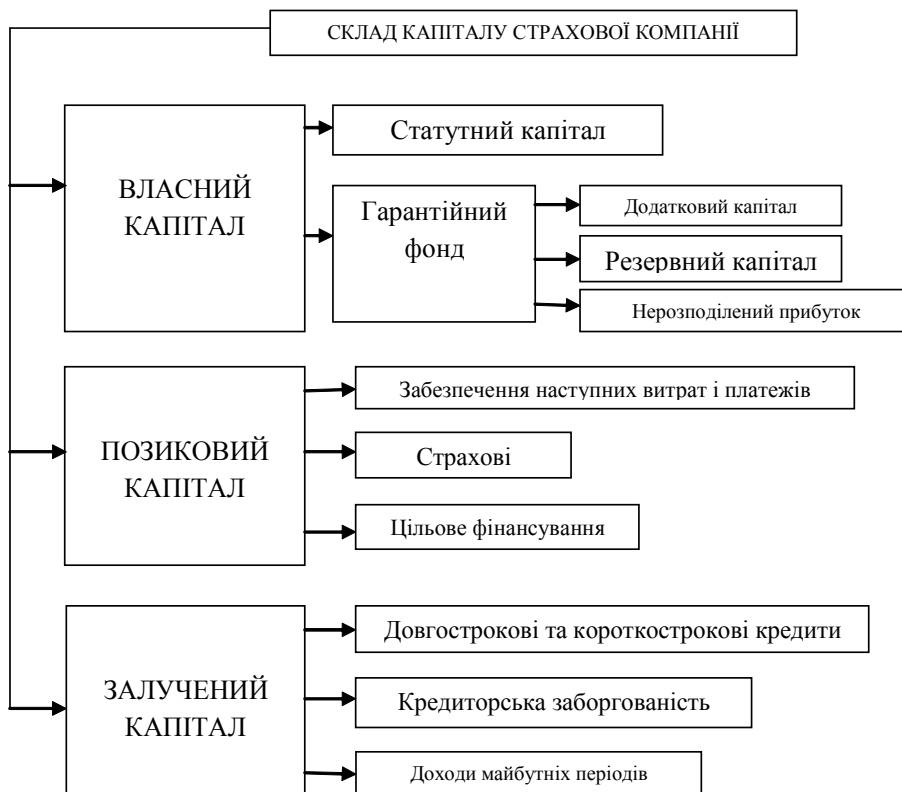 СКЛАД КАПІТАЛУ СТРАХОВОЇ КОМПАНІЇ
ВЛАСНИЙ
КАПІТАЛ
Статутний капітал
Гарантійний
фонд
Додатковий капітал
Резервний капітал
Нерозподілений прибуток
ПОЗИКОВИЙ
КАПІТАЛ
Забезпечення наступних витрат і платежів
Страхові
Цільове фінансування
ЗАЛУЧЕНИЙ
КАПІТАЛ
Довгострокові та короткострокові кредити
Кредиторська заборгованість
Доходи майбутніх періодів